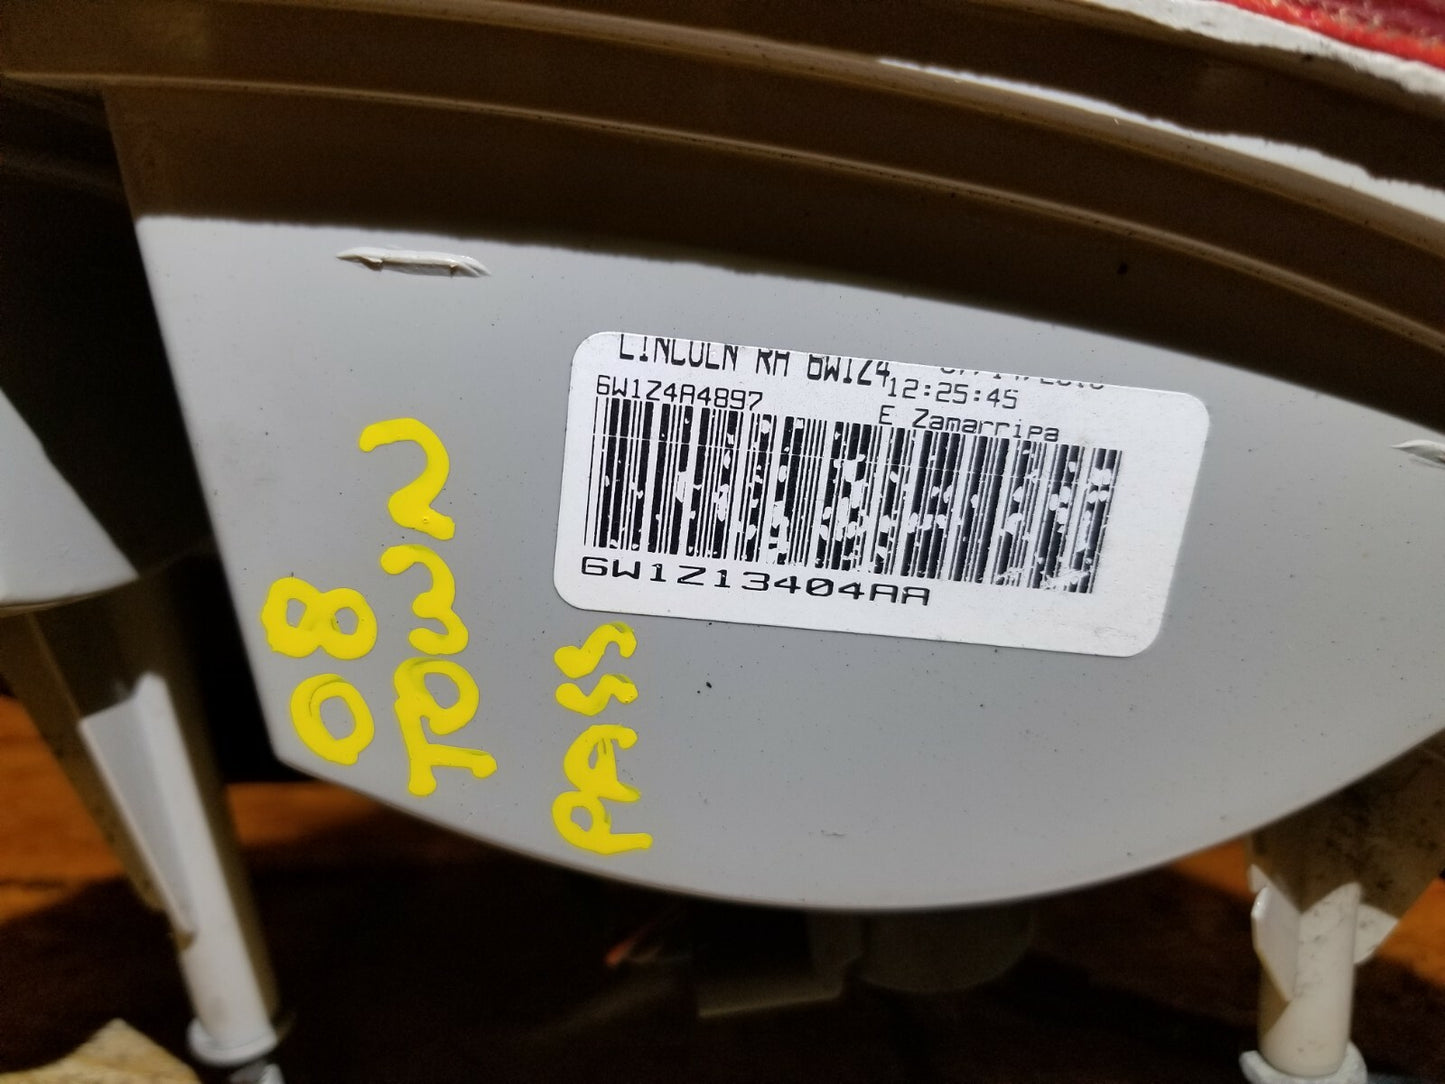 LINCOLN RH 6W1Z4
12:25:45
6W1Z4A4897
E Zamarripa
6W1Z13404AA
08
TOWN
PASS